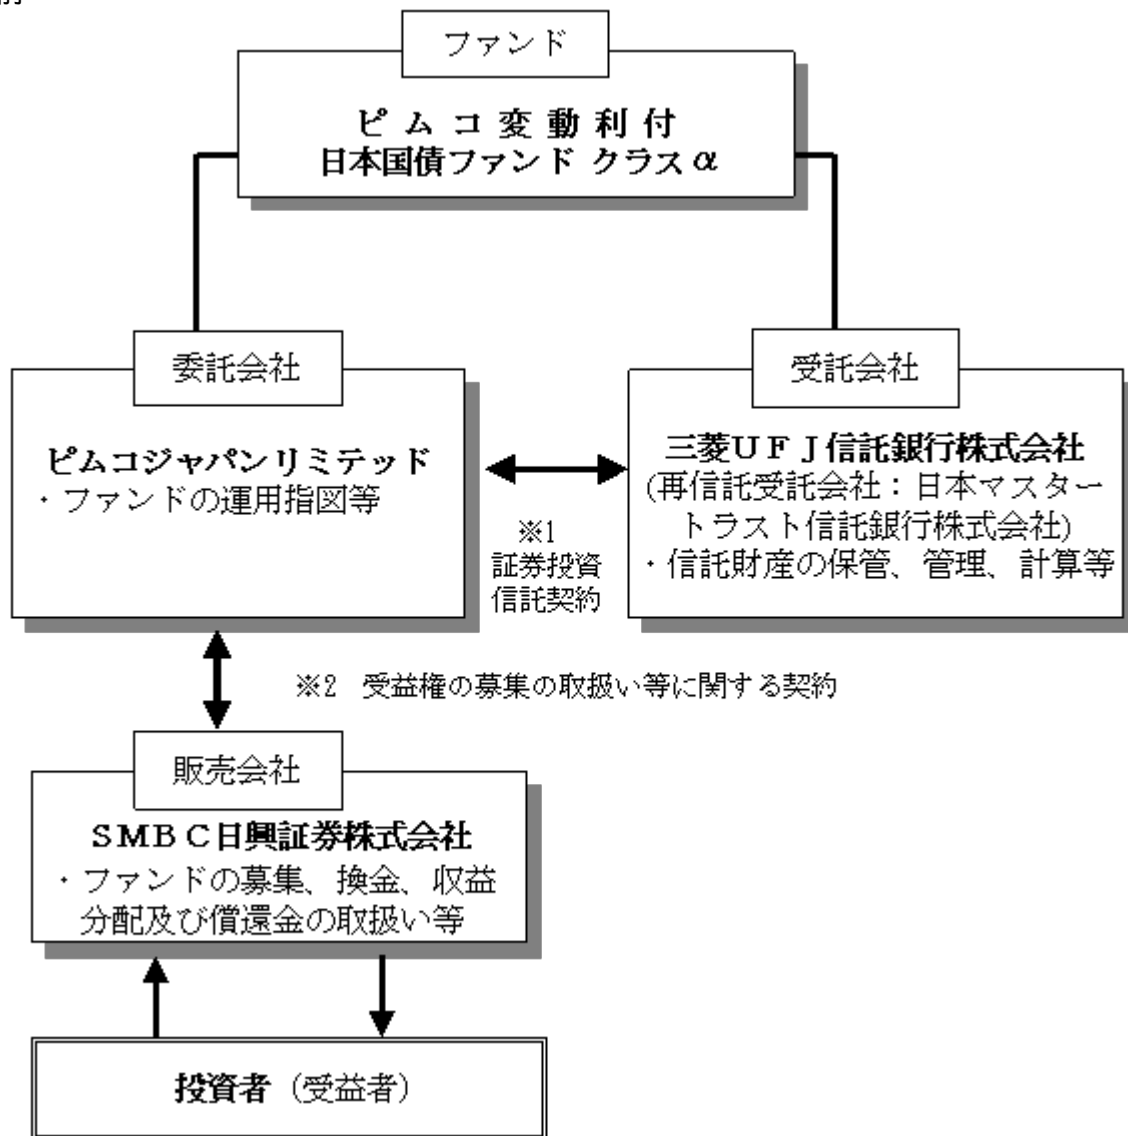 ファンド
ピムコ変動利付
日本国債ファンド クラスα
委託会社
ピムコジャパンリミテッド
・ファンドの運用指図等
受託会社
三菱UFJ信託銀行株式会社
(再信託受託会社：日本マスター
トラスト信託銀行株式会社)
・信託財産の保管、管理、計算等
※1
証券投資
信託契約
※2 受益権の募集の取扱い等に関する契約
販売会社
SMBC日興証券株式会社
・ファンドの募集、換金、収益
分配及び償還金の取扱い等
投資者（受益者）